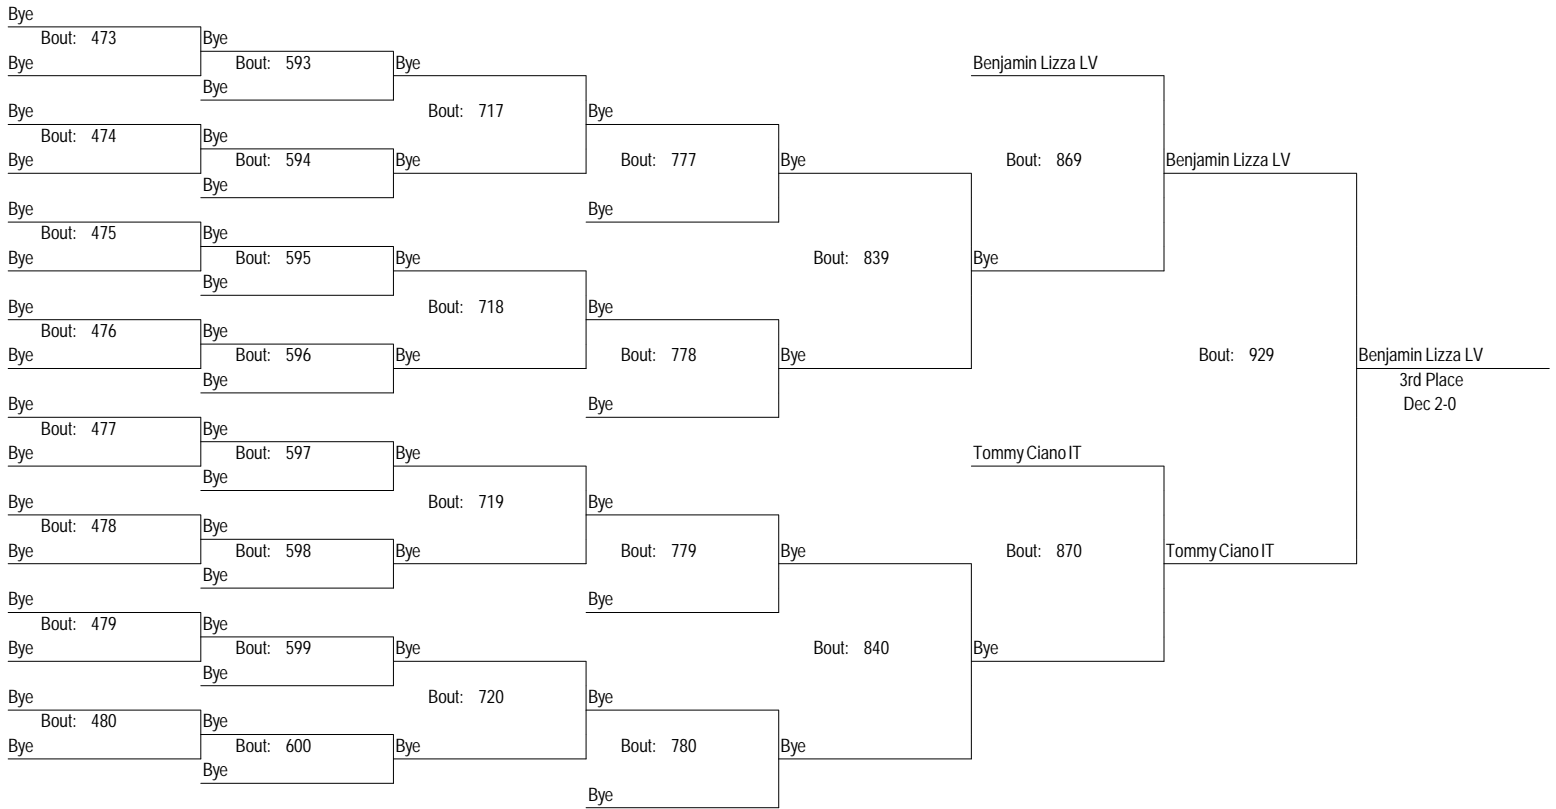 Bye
Bout: 473 Bye
Bye Bout: 593 Bye Benjamin Lizza LV
Bye
Bye Bout: 717 Bye
Bout: 474 Bye
Bye Bout: 594 Bye Bout: 777 Bye Bout: 869 Benjamin Lizza LV
Bye
Bye Bye
Bout: 475 Bye
Bye Bout: 595 Bye Bout: 839 Bye
Bye
Bye Bout: 718 Bye
Bout: 476 Bye
Bye Bout: 596 Bye Bout: 778 Bye Bout: 929 Benjamin Lizza LV
Bye 3rd Place
Bye Bye Dec 2-0
Bout: 477 Bye
Bye Bout: 597 Bye Tommy Ciano IT
Bye
Bye Bout: 719 Bye
Bout: 478 Bye
Bye Bout: 598 Bye Bout: 779 Bye Bout: 870 Tommy Ciano IT
Bye
Bye Bye
Bout: 479 Bye
Bye Bout: 599 Bye Bout: 840 Bye
Bye
Bye Bout: 720 Bye
Bout: 480 Bye
Bye Bout: 600 Bye Bout: 780 Bye
Bye
Bye